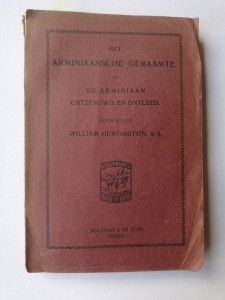 HET
ARMINIAANSCHE GERAAMTE,
OF
DE ARMINIAAN
ONTZENUWD EN ONTLEED,
DOOR WIJLEN
WILLIAM HUNTINGTON, S.S.